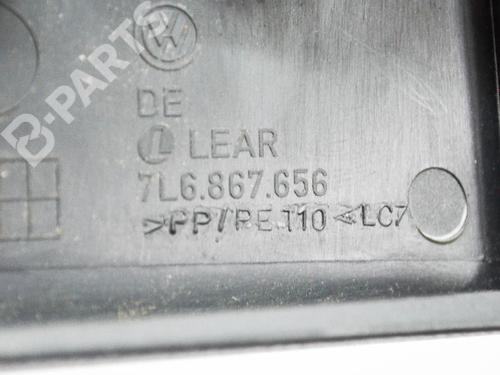 B-PARTS
DE
LEAR
7L6.867.656
>PP/PE T10<LC7